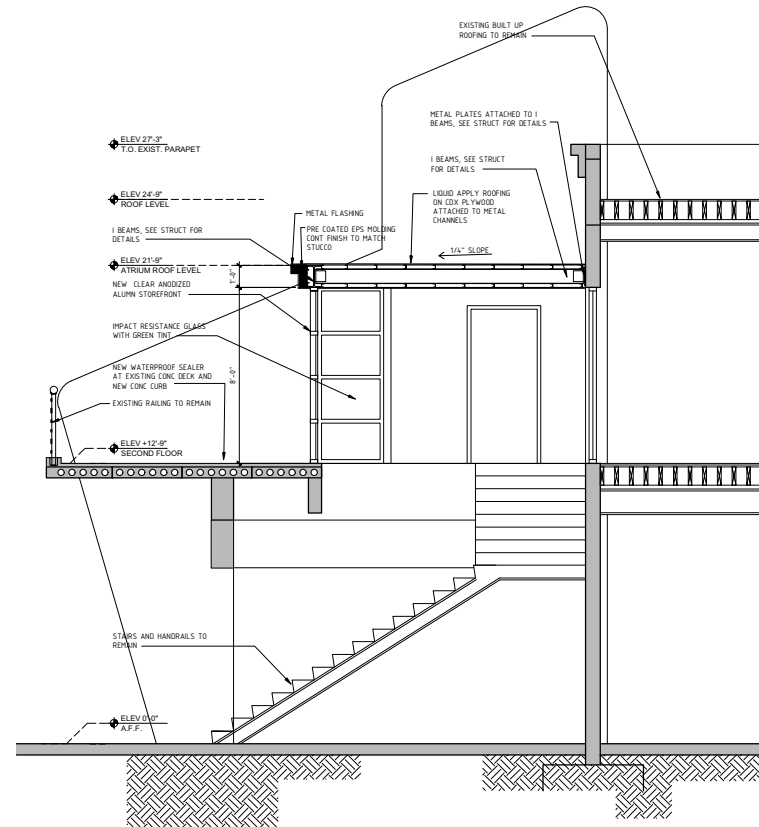 EXISTING BUILT UP
ROOFING TO REMAIN
METAL PLATES ATTACHED TO I
BEAMS, SEE STRUCT FOR DETAILS
ELEV 27'-3"
T.O. EXIST. PARAPET
I BEAMS, SEE STRUCT
FOR DETAILS
ELEV 24'-9"
ROOF LEVEL
LIQUID APPLY ROOFING
ON CDX PLYWOOD
ATTACHED TO METAL
CHANNELS
METAL FLASHING
I BEAMS, SEE STRUCT FOR
DETAILS
PRE COATED EPS MOLDING
CONT FINISH TO MATCH
STUCCO
1/4" SLOPE
ELEV 21'-9"
ATRIUM ROOF LEVEL
1'-0"
NEW CLEAR ANODIZED
ALUMN STOREFRONT
IMPACT RESISTANCE GLASS
WITH GREEN TINT
8'-0"
NEW WATERPROOF SEALER
AT EXISTING CONC DECK AND
NEW CONC CURB
EXISTING RAILING TO REMAIN
ELEV +12'-9"
SECOND FLOOR
STAIRS AND HANDRAILS TO
REMAIN
ELEV 0'-0"
A.F.F.